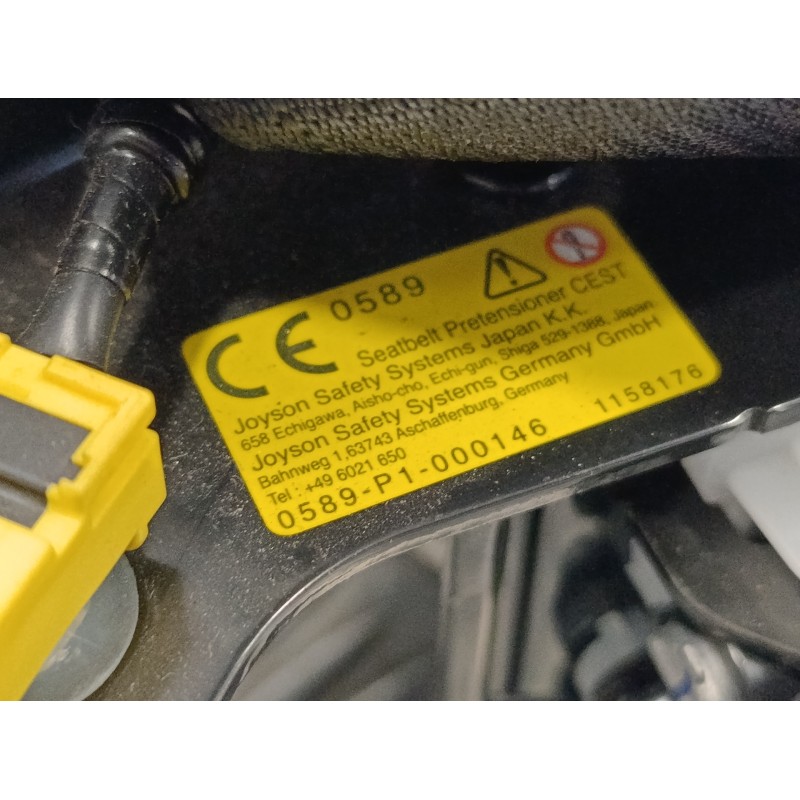 CE 0589
Seatbelt Pretensioner CEST
Joyson Safety Systems Japan K.K.
658 Echigawa, Aisho-cho, Echi-gun, Shiga 529-1388, Japan
Joyson Safety Systems Germany GmbH
Bahnweg 1,63743 Aschaffenburg, Germany
Tel : +49 6021 650
1158176
0589-P1-000146